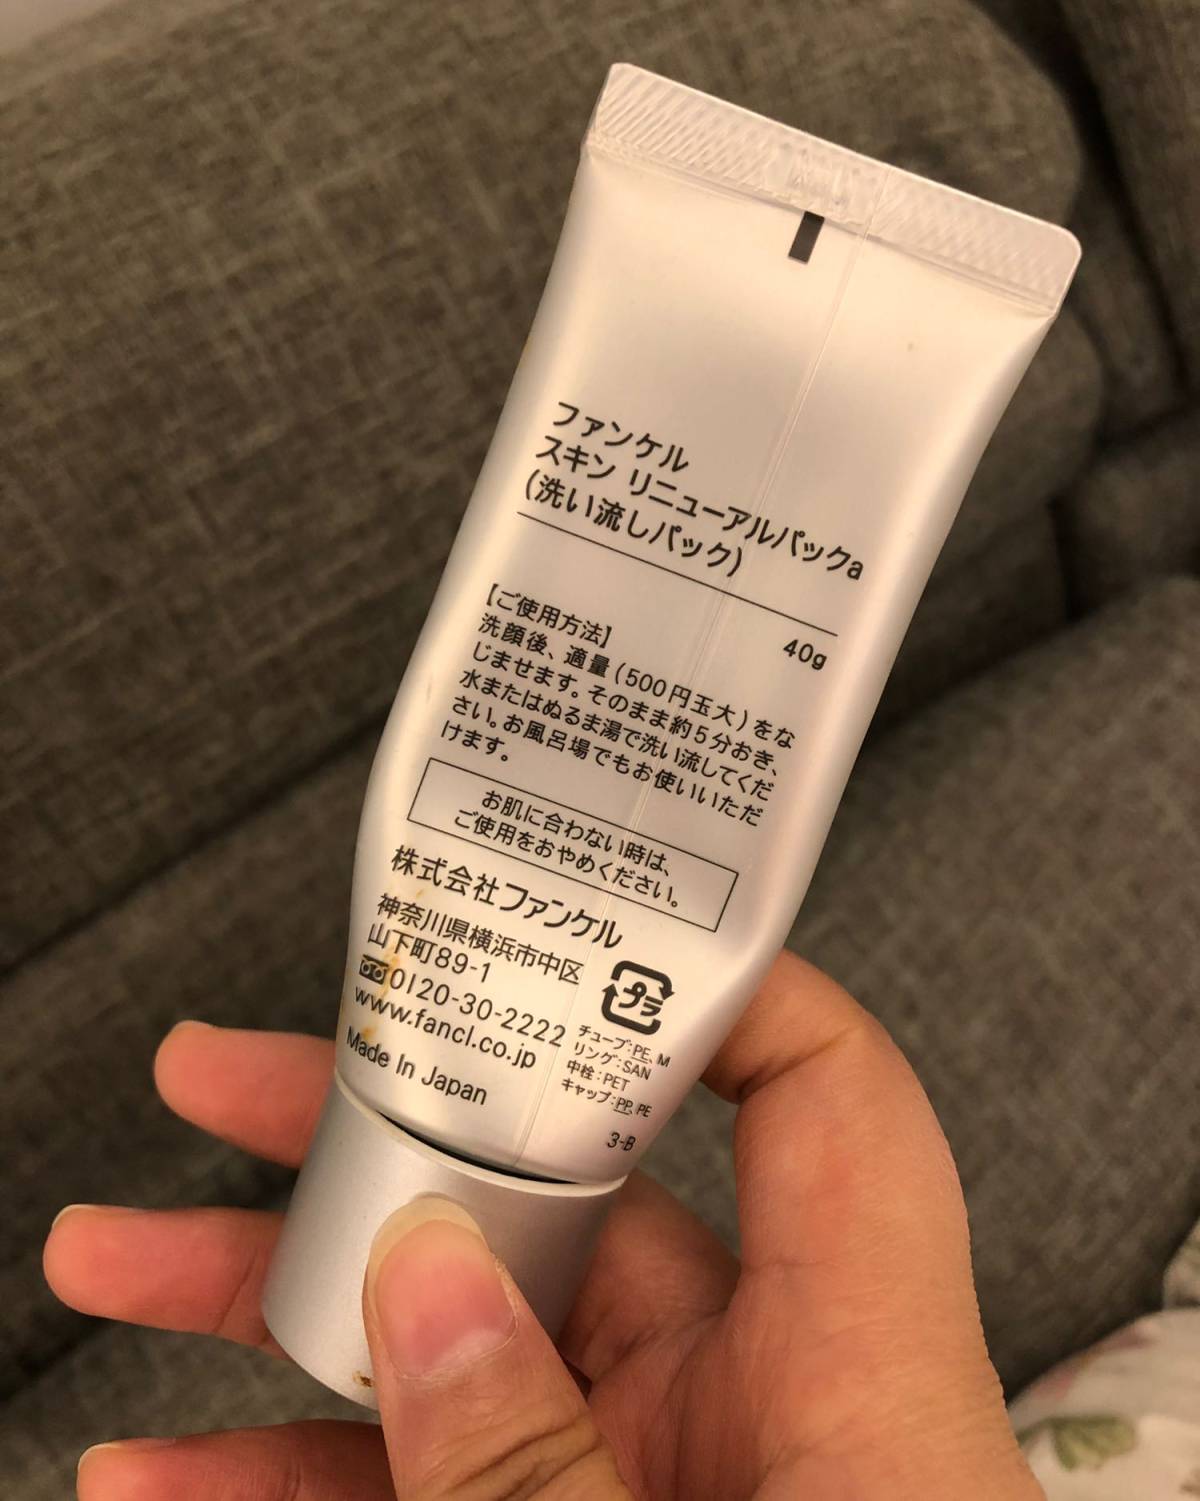 ファンケル
スキン リニューアルパックa
(洗い流しパック)
40g
【ご使用方法】
洗顔後、適量(500円玉大)をな
じませます。そのまま約5分おき、
水またはぬるま湯で洗い流してくだ
さい。お風呂場でもお使いいただ
けます。
お肌に合わない時は、
ご使用をおやめください。
株式会社ファンケル
神奈川県横浜市中区
山下町89-1
0120-30-2222
www.fancl.co.jp
Made In Japan
プラ
チューブ:PE、M
リング:SAN
中栓:PET
キャップ:PP、PE
3-B